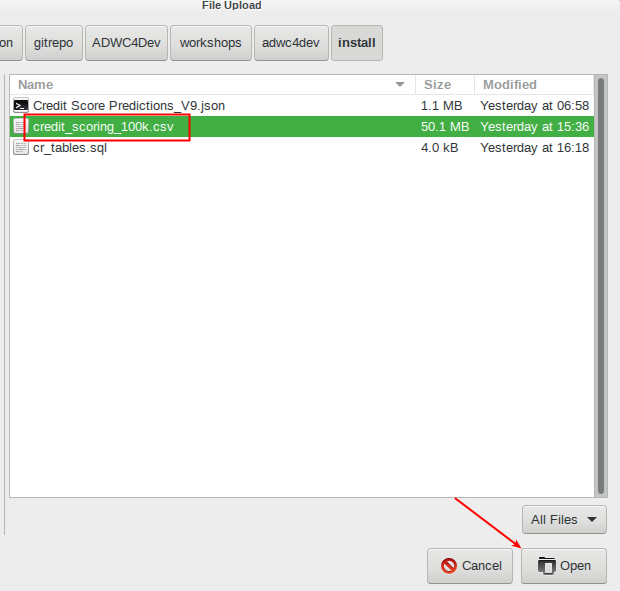 File Upload
on gitrepo ADWC4Dev workshops adwc4dev install
Name Size Modified
Credit Score Predictions_V9.json 1.1 MB Yesterday at 06:58
credit_scoring_100k.csv 50.1 MB Yesterday at 15:36
cr_tables.sql 4.0 kB Yesterday at 16:18
All Files
Cancel Open